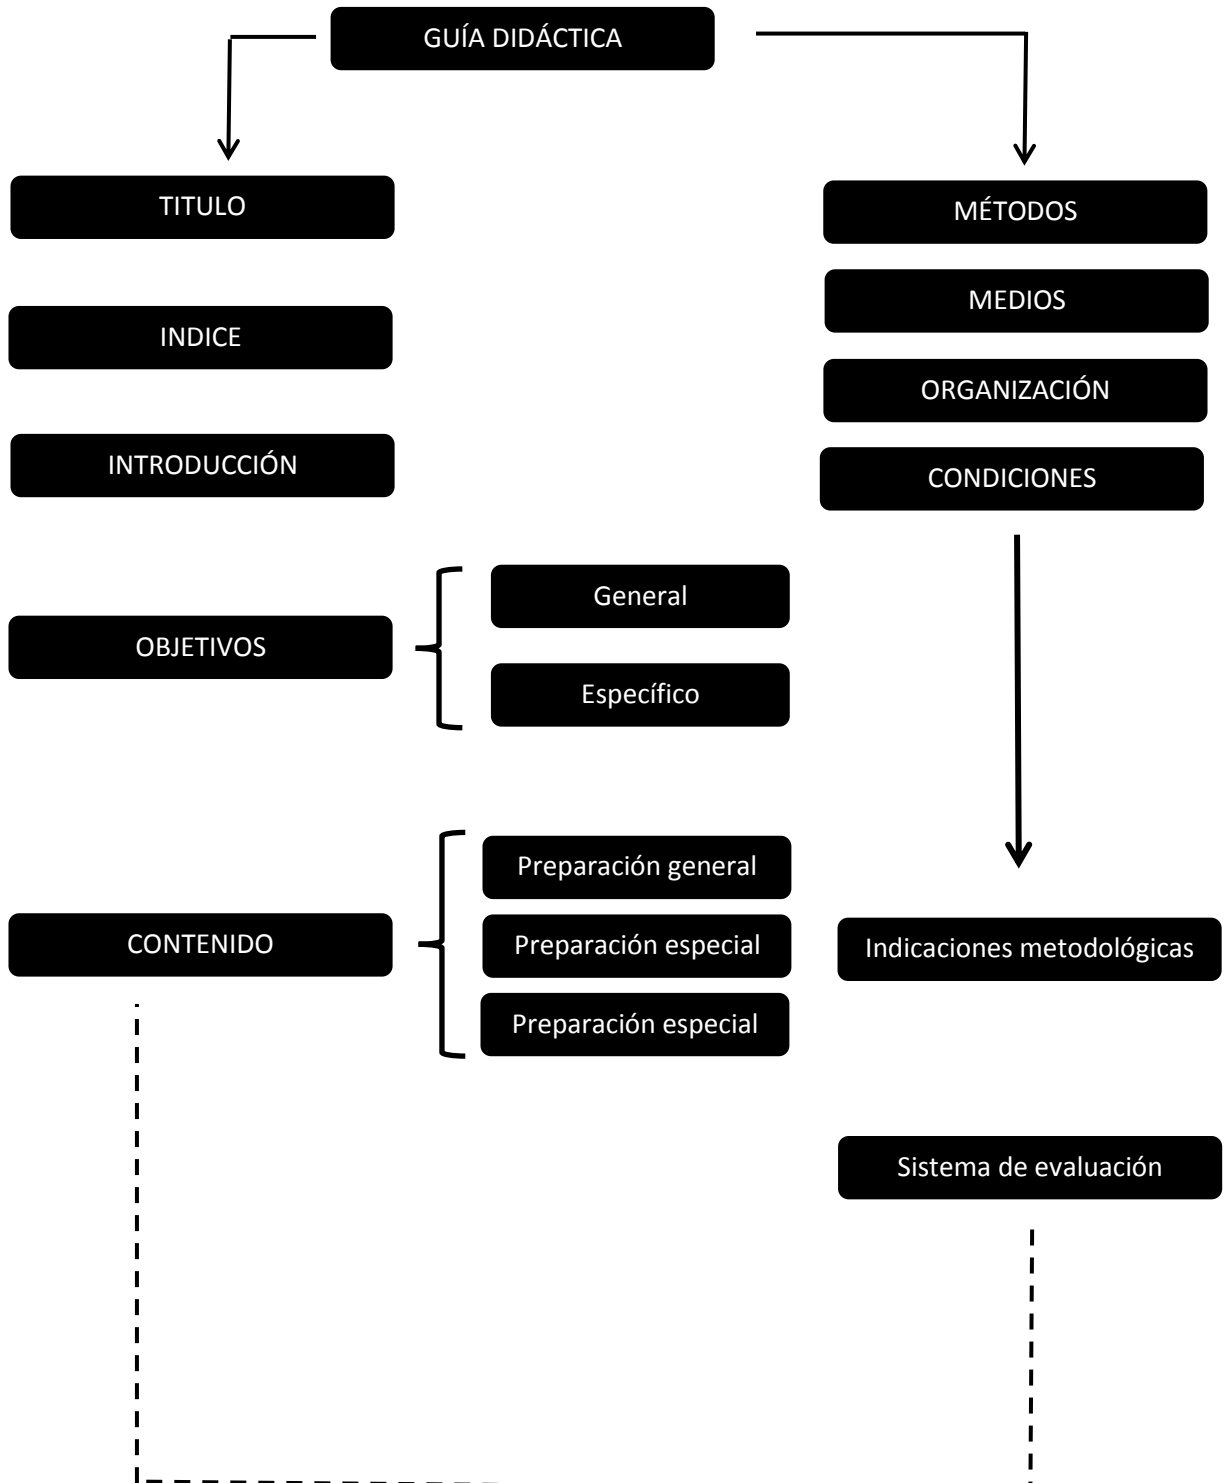 GUÍA DIDÁCTICA
TITULO
INDICE
INTRODUCCIÓN
OBJETIVOS
General
Específico
CONTENIDO
Preparación general
Preparación especial
Preparación especial
MÉTODOS
MEDIOS
ORGANIZACIÓN
CONDICIONES
Indicaciones metodológicas
Sistema de evaluación